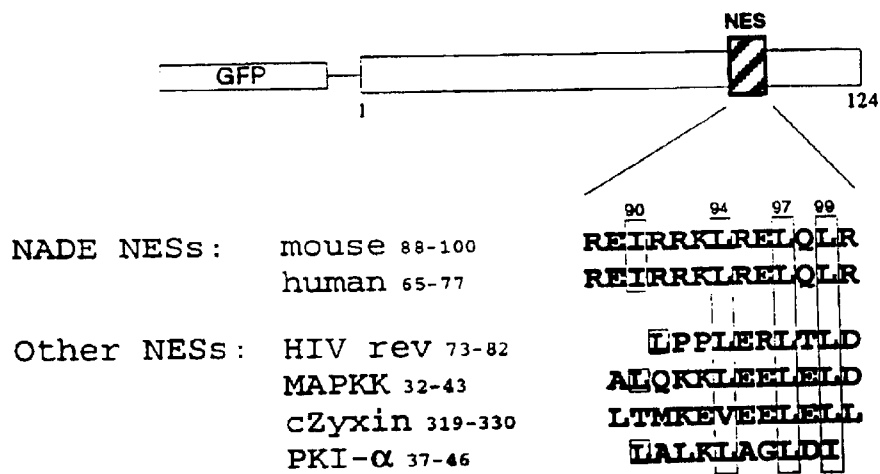 NES
GFP
1
124
90 94 97 99
NADE NESs: mouse 88-100 REIRRKLRELQLR
human 65-77 REIRRKLRELQLR
Other NESs: HIV rev 73-82 LPPLERLTLD
MAPKK 32-43 ALQKKLEELELD
cZyxin 319-330 LTMKEVEELELL
PKI-α 37-46 LALKLAGLDI